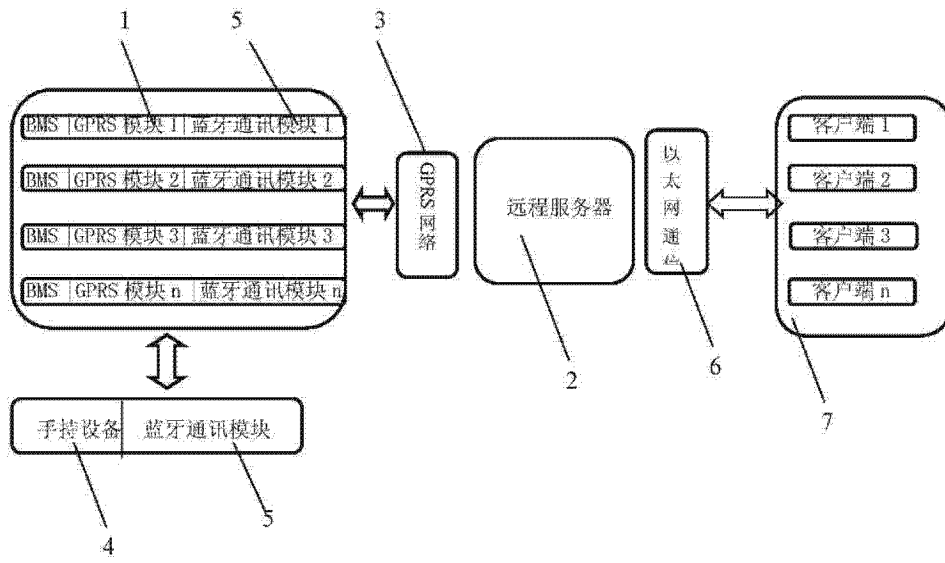 1
5
3
BMS GPRS 模块 1 蓝牙通讯模块 1
BMS GPRS 模块 2 蓝牙通讯模块 2
BMS GPRS 模块 3 蓝牙通讯模块 3
BMS GPRS 模块 n 蓝牙通讯模块 n
GPRS 网络
远程服务器
以太网通信
客户端 1
客户端 2
客户端 3
客户端 n
2
6
7
手持设备 蓝牙通讯模块
4
5